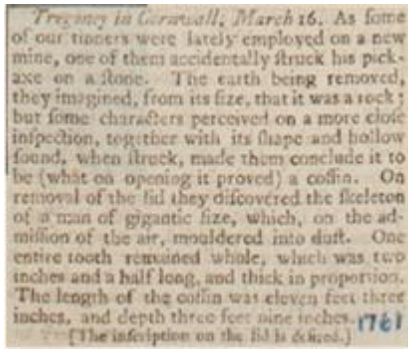 Tregoney in Cornwall, March 16. As ſome
of our tinners were lately employed on a new
mine, one of them accidentally ſtruck his pick-
axe on a ſtone. The earth being removed,
they imagined, from its ſize, that it was a rock;
but ſome characters perceived on a more cloſe
inſpection, together with its ſhape and hollow
ſound, when ſtruck, made them conclude it to
be (what on opening it proved) a coffin. On
removal of the lid they diſcovered the ſkeleton
of a man of gigantic ſize, which, on the ad-
miſſion of the air, mouldered into duſt. One
entire tooth remained whole, which was two
inches and a half long, and thick in proportion.
The length of the coffin was eleven feet three
inches, and depth three feet nine inches. 1761
[The inſcription on the lid is defaced.]